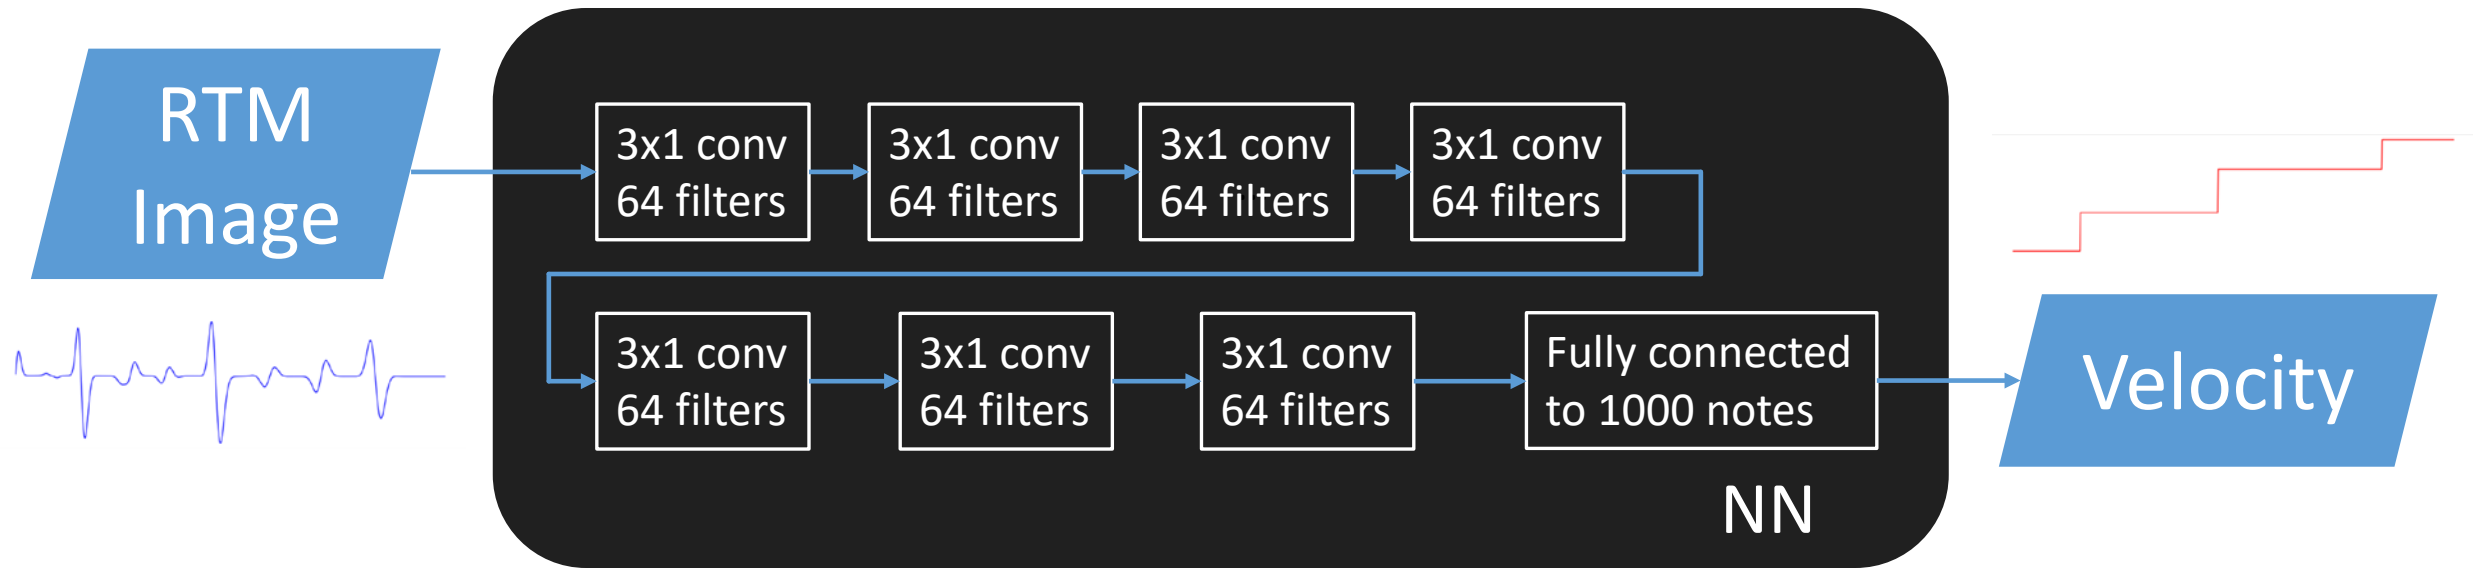 RTM
Image
3x1 conv
64 filters
3x1 conv
64 filters
3x1 conv
64 filters
3x1 conv
64 filters
3x1 conv
64 filters
3x1 conv
64 filters
3x1 conv
64 filters
Fully connected
to 1000 notes
NN
Velocity